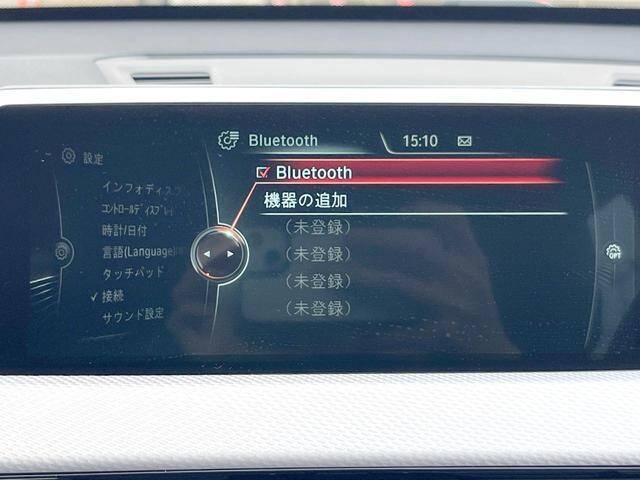 設定
インフォディスプ
コントロールディスプレイ
時計/日付
言語(Language)
タッチパッド
接続
サウンド設定
Bluetooth
15:10
Bluetooth
機器の追加
(未登録)
(未登録)
(未登録)
(未登録)
OPT